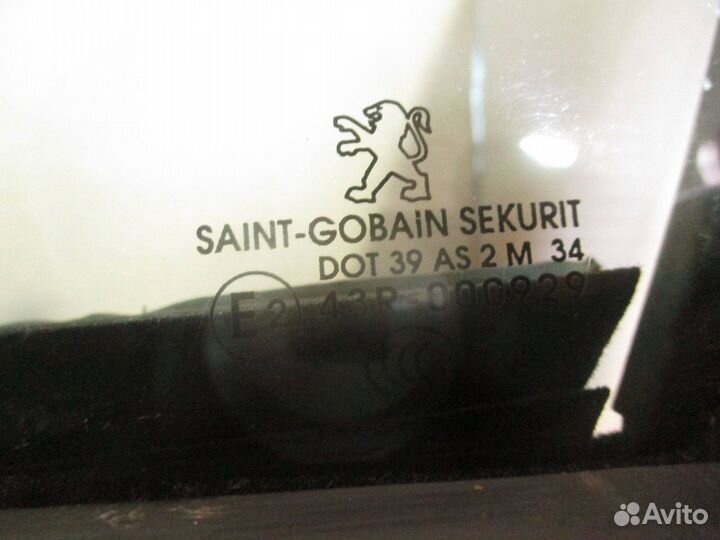 SAINT-GOBAiN SEKURIT
DOT 39 AS 2 M 34
E2 43R-000929
Avito